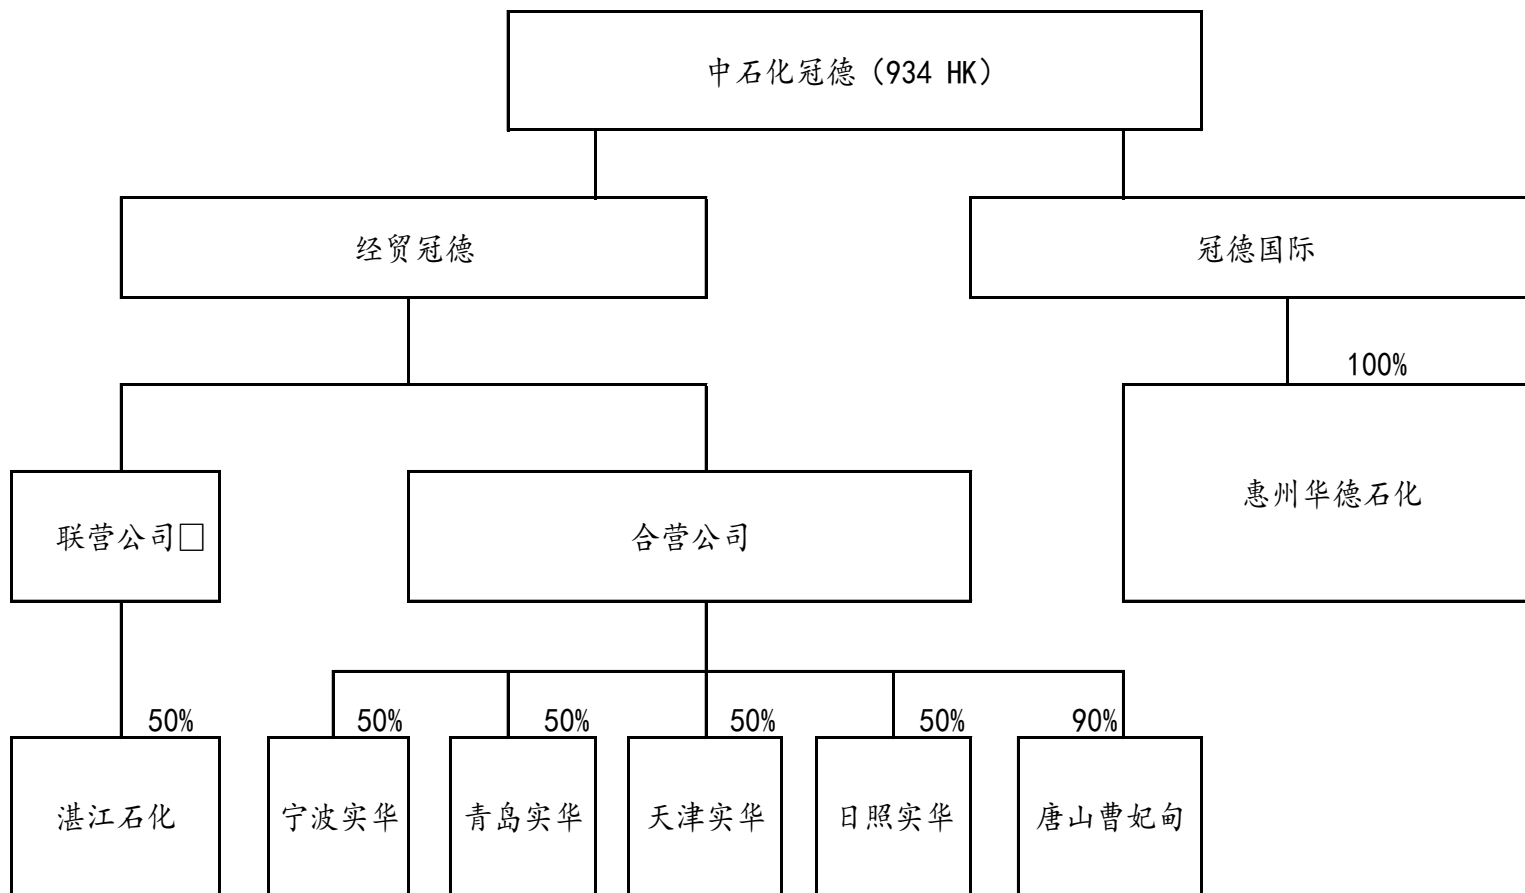 中石化冠德（934 HK）
经贸冠德
冠德国际
100%
惠州华德石化
联营公司□
合营公司
50%
50%
50%
50%
50%
90%
湛江石化
宁波实华
青岛实华
天津实华
日照实华
唐山曹妃甸